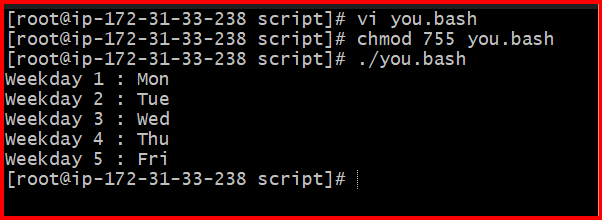 [root@ip-172-31-33-238 script]# vi you.bash
[root@ip-172-31-33-238 script]# chmod 755 you.bash
[root@ip-172-31-33-238 script]# ./you.bash
Weekday 1 : Mon
Weekday 2 : Tue
Weekday 3 : Wed
Weekday 4 : Thu
Weekday 5 : Fri
[root@ip-172-31-33-238 script]#